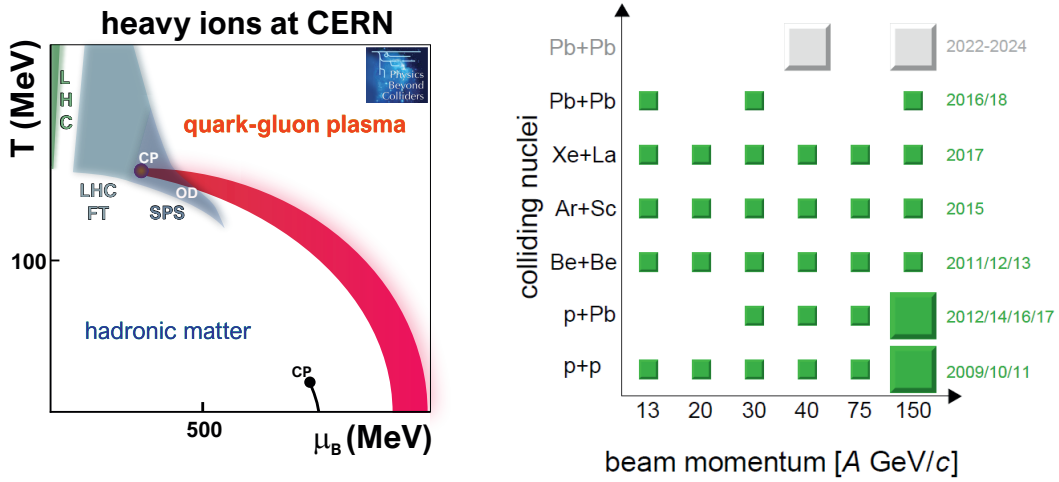 heavy ions at CERN
T (MeV)
L
H
C
Physics
Beyond
Colliders
quark-gluon plasma
CP
OD
LHC
FT
SPS
100
hadronic matter
CP
500
μB (MeV)
colliding nuclei
Pb+Pb
2022-2024
Pb+Pb
2016/18
Xe+La
2017
Ar+Sc
2015
Be+Be
2011/12/13
p+Pb
2012/14/16/17
p+p
2009/10/11
13 20 30 40 75 150
beam momentum [A GeV/c]